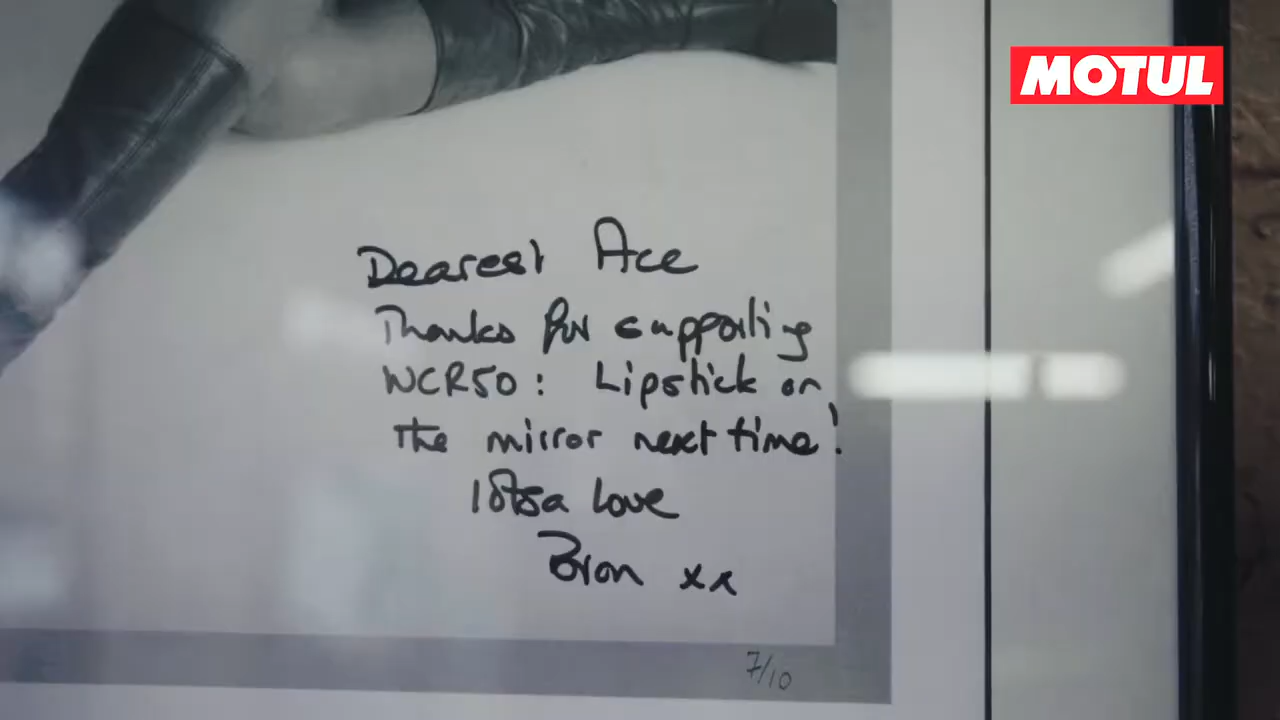 MOTUL
Dearest Ace
Thanks for supporting
WCR50: Lipstick on
the mirror next time!
lotsa love
Bron xx
7/10